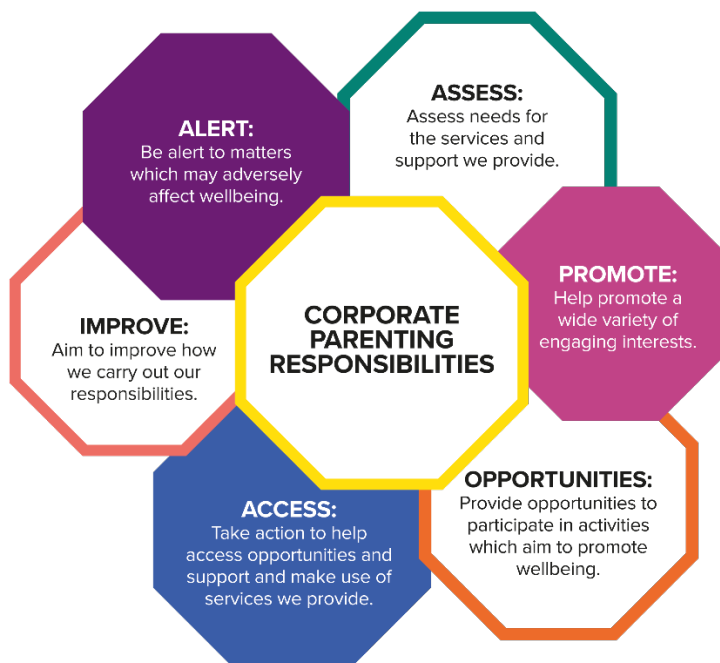 ALERT:
Be alert to matters
which may adversely
affect wellbeing.
ASSESS:
Assess needs for
the services and
support we provide.
PROMOTE:
Help promote a
wide variety of
engaging interests.
CORPORATE
PARENTING
RESPONSIBILITIES
IMPROVE:
Aim to improve how
we carry out our
responsibilities.
OPPORTUNITIES:
Provide opportunities to
participate in activities
which aim to promote
wellbeing.
ACCESS:
Take action to help
access opportunities and
support and make use of
services we provide.